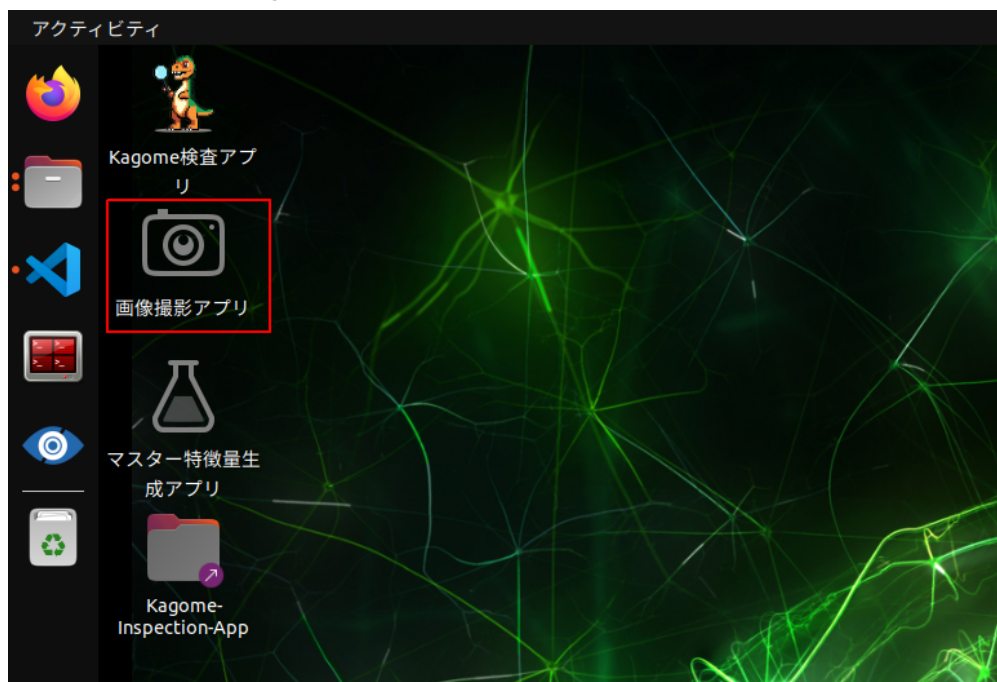 アクティビティ
Kagome検査アプ
リ
画像撮影アプリ
マスター特徴量生
成アプリ
Kagome-
Inspection-App